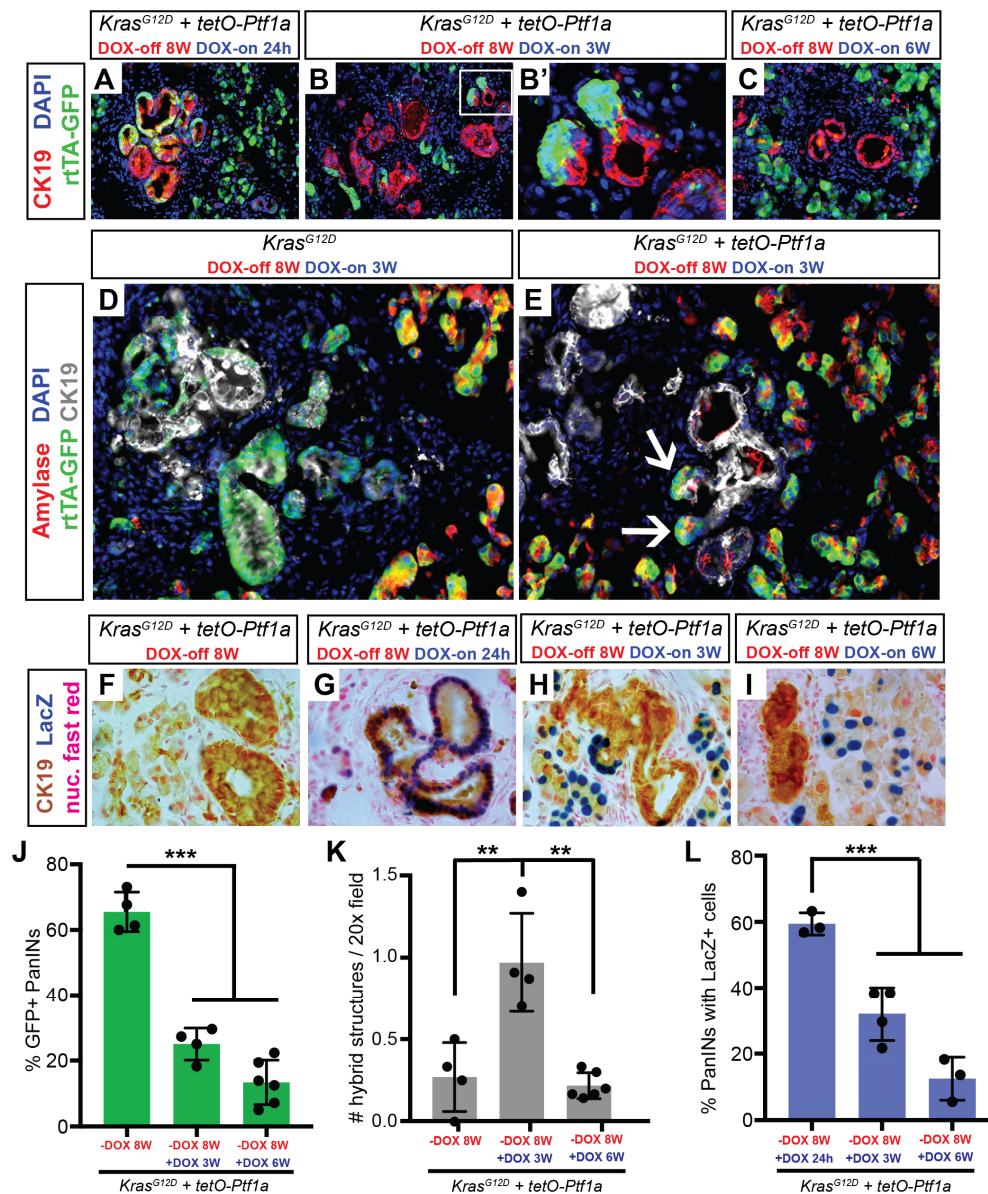 Kras^G12D + tetO-Ptf1a
DOX-off 8W DOX-on 24h
Kras^G12D + tetO-Ptf1a
DOX-off 8W DOX-on 3W
Kras^G12D + tetO-Ptf1a
DOX-off 8W DOX-on 6W
CK19 DAPI
rtTA-GFP
A
B
B'
C
Kras^G12D
DOX-off 8W DOX-on 3W
Kras^G12D + tetO-Ptf1a
DOX-off 8W DOX-on 3W
Amylase DAPI
rtTA-GFP CK19
D
E
Kras^G12D + tetO-Ptf1a
DOX-off 8W
Kras^G12D + tetO-Ptf1a
DOX-off 8W DOX-on 24h
Kras^G12D + tetO-Ptf1a
DOX-off 8W DOX-on 3W
Kras^G12D + tetO-Ptf1a
DOX-off 8W DOX-on 6W
CK19 LacZ
nuc. fast red
F
G
H
I
J
% GFP+ PanINs
80
60
40
20
0
***
-DOX 8W
-DOX 8W
+DOX 3W
-DOX 8W
+DOX 6W
Kras^G12D + tetO-Ptf1a
K
# hybrid structures / 20x field
1.5
1.0
0.5
0.0
**
**
-DOX 8W
-DOX 8W
+DOX 3W
-DOX 8W
+DOX 6W
Kras^G12D + tetO-Ptf1a
L
% PanINs with LacZ+ cells
80
60
40
20
0
***
-DOX 8W
+DOX 24h
-DOX 8W
+DOX 3W
-DOX 8W
+DOX 6W
Kras^G12D + tetO-Ptf1a